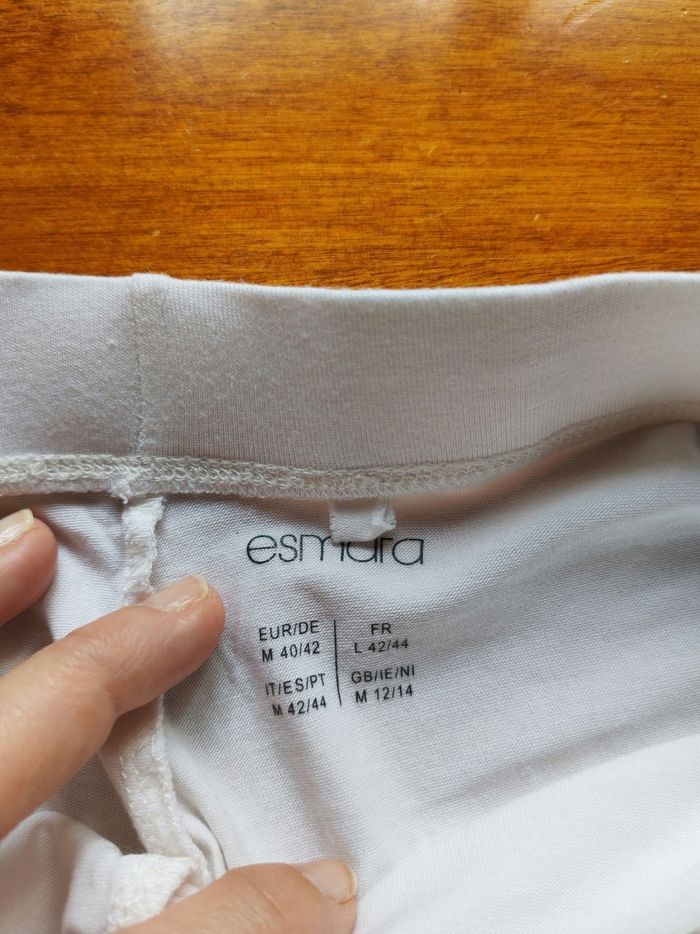 esmara
EUR/DE
M 40/42
FR
L 42/44
IT/ES/PT
M 42/44
GB/IE/NI
M 12/14